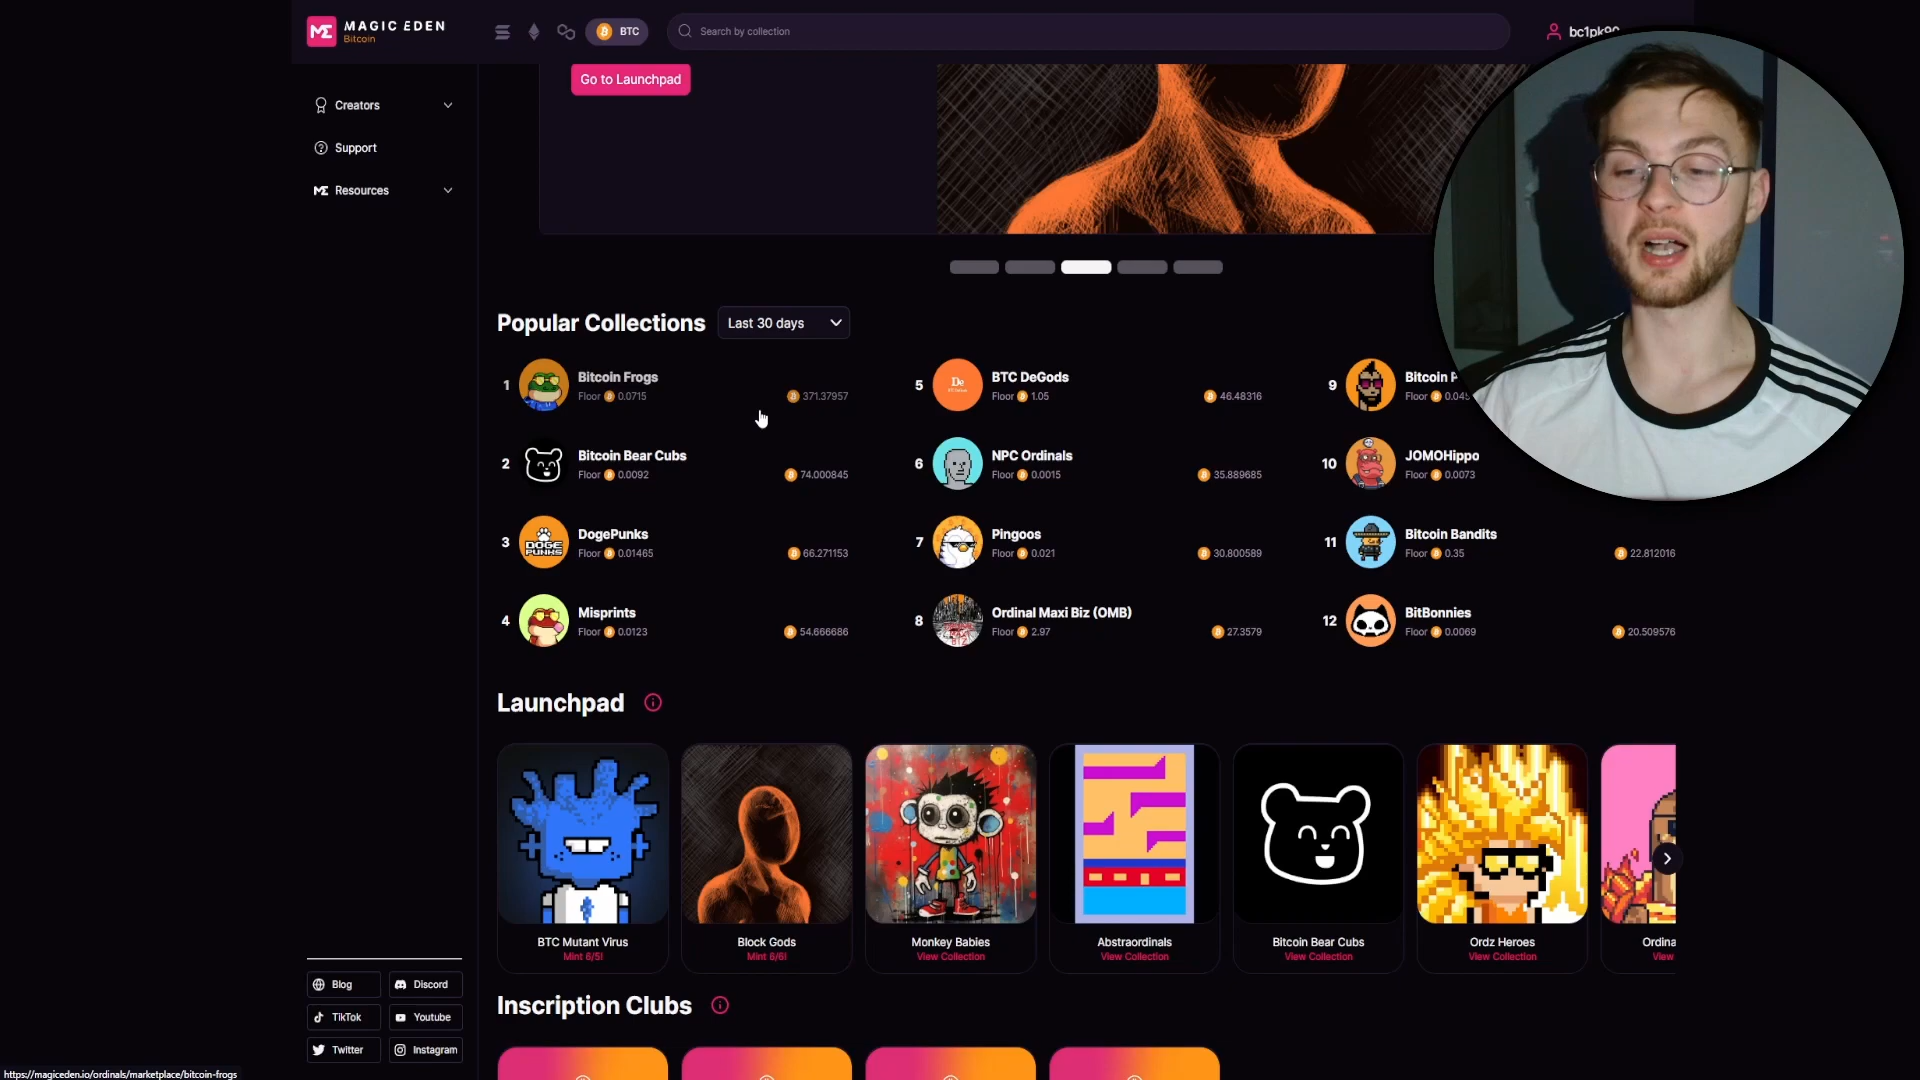 MAGIC EDEN
Bitcoin
BTC
Search by collection
Go to Launchpad
Creators
Support
Resources
Popular Collections
Last 30 days
1
Bitcoin Frogs
Floor 0.0715
371.37957
2
Bitcoin Bear Cubs
Floor 0.0092
74.000845
3
DogePunks
Floor 0.01465
66.271153
4
Misprints
Floor 0.0123
54.666686
5
BTC DeGods
Floor 1.05
46.48316
6
NPC Ordinals
Floor 0.0015
35.889685
7
Pingoos
Floor 0.021
30.800589
8
Ordinal Maxi Biz (OMB)
Floor 2.97
27.3579
9
Bitcoin
Floor
10
JOMOHippo
Floor 0.0073
11
Bitcoin Bandits
Floor 0.35
22.812016
12
BitBonnies
Floor 0.0069
20.509576
DOGE
PUNKS
De
Launchpad
BTC Mutant Virus
Mint 6/5!
Block Gods
Mint 6/6!
Monkey Babies
View Collection
Abstraordinals
View Collection
Bitcoin Bear Cubs
View Collection
Ordz Heroes
View Collection
Ordina
View
Inscription Clubs
Blog
Discord
TikTok
Youtube
Twitter
Instagram
https://magiceden.io/ordinals/marketplace/bitcoin-frogs